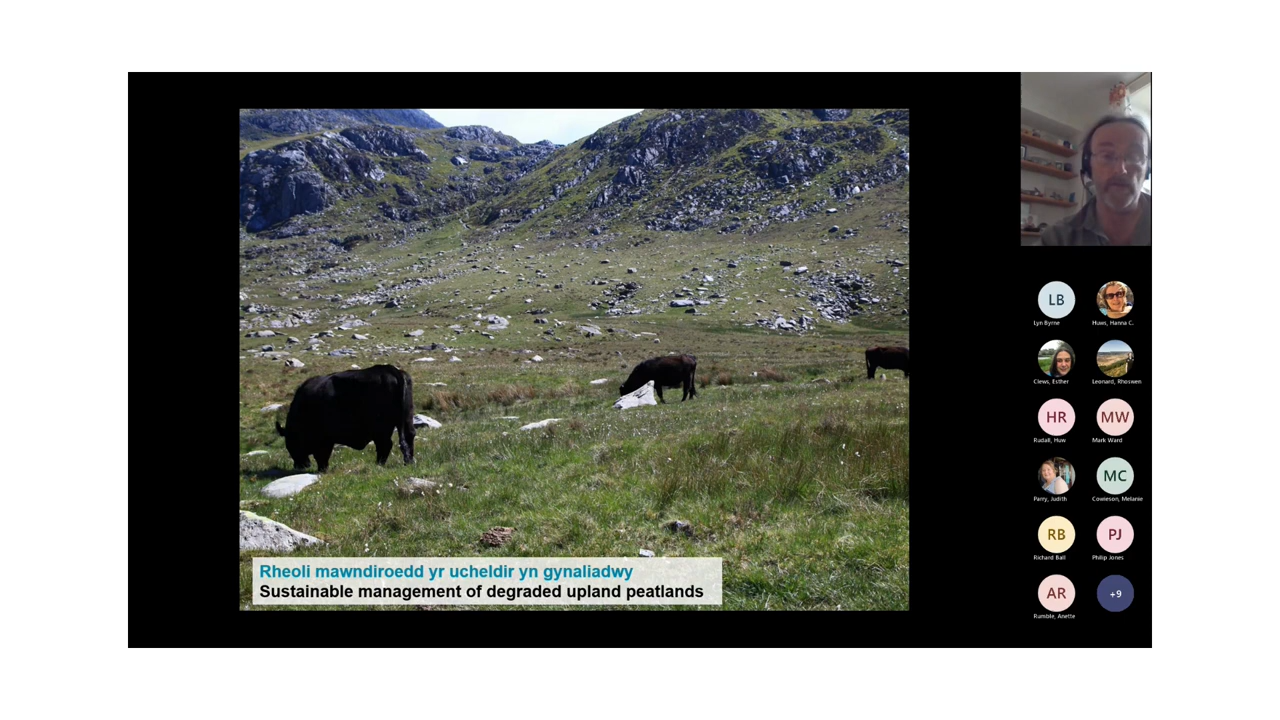 Rheoli mawndiroedd yr ucheldir yn gynaliadwy
Sustainable management of degraded upland peatlands
LB
Lyn Byrne
Huws, Hanna C.
Clews, Esther
Leonard, Rhoswen
HR
Rudall, Huw
MW
Mark Ward
Parry, Judith
MC
Cowieson, Melanie
RB
Richard Ball
PJ
Philip Jones
AR
Rumble, Anette
+9